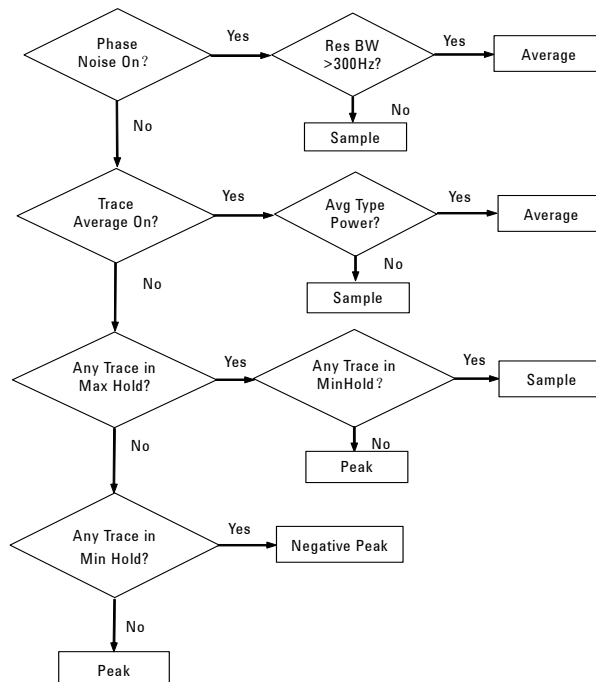 Phase
Noise On?
Yes
Res BW
>300Hz?
Yes
Average
No
No
Sample
Trace
Average On?
Yes
Avg Type
Power?
Yes
Average
No
No
Sample
Any Trace in
Max Hold?
Yes
Any Trace in
MinHold?
Yes
Sample
No
No
Peak
Any Trace in
Min Hold?
Yes
Negative Peak
No
Peak